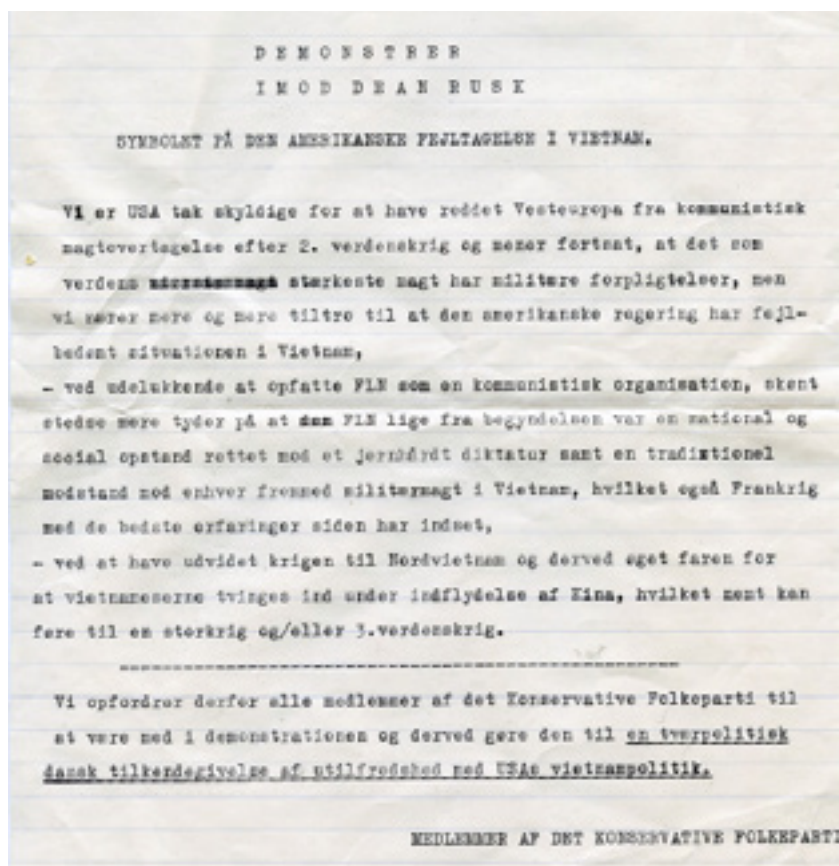 DEMONSTRER
IMOD DEAN RUSK
SYMBOLET PÅ DEN AMERIKANSKE FEJLTAGELSE I VIETNAM.
Vi er USA tak skyldige for at have reddet Vesteuropa fra kommunistisk
magtovertagelse efter 2. verdenskrig og mener fortsat, at det som
verdens stærkeste magt har militære forpligtelser, men
vi nærer mere og mere tiltro til at den amerikanske regering har fejl-
bedømt situationen i Vietnam,
- ved udelukkende at opfatte FLN som en kommunistisk organisation, skønt
stedse mere tyder på at FLN lige fra begyndelsen var en national og
social opstand rettet mod et jernhårdt diktatur samt en traditionel
modstand mod enhver fremmed militærmagt i Vietnam, hvilket også Frankrig
med de bedste erfaringer siden har indset,
- ved at have udvidet krigen til Nordvietnam og derved øget faren for
at vietnameserne tvinges ind under indflydelse af Kina, hvilket nemt kan
føre til en storkrig og/eller 3.verdenskrig.
Vi opfordrer derfor alle medlemmer af det Konservative Folkeparti til
at være med i demonstrationen og derved gøre den til en tværpolitisk
dansk tilkendegivelse af utilfredshed med USAs vietnampolitik.
MEDLEMMER AF DET KONSERVATIVE FOLKEPARTI